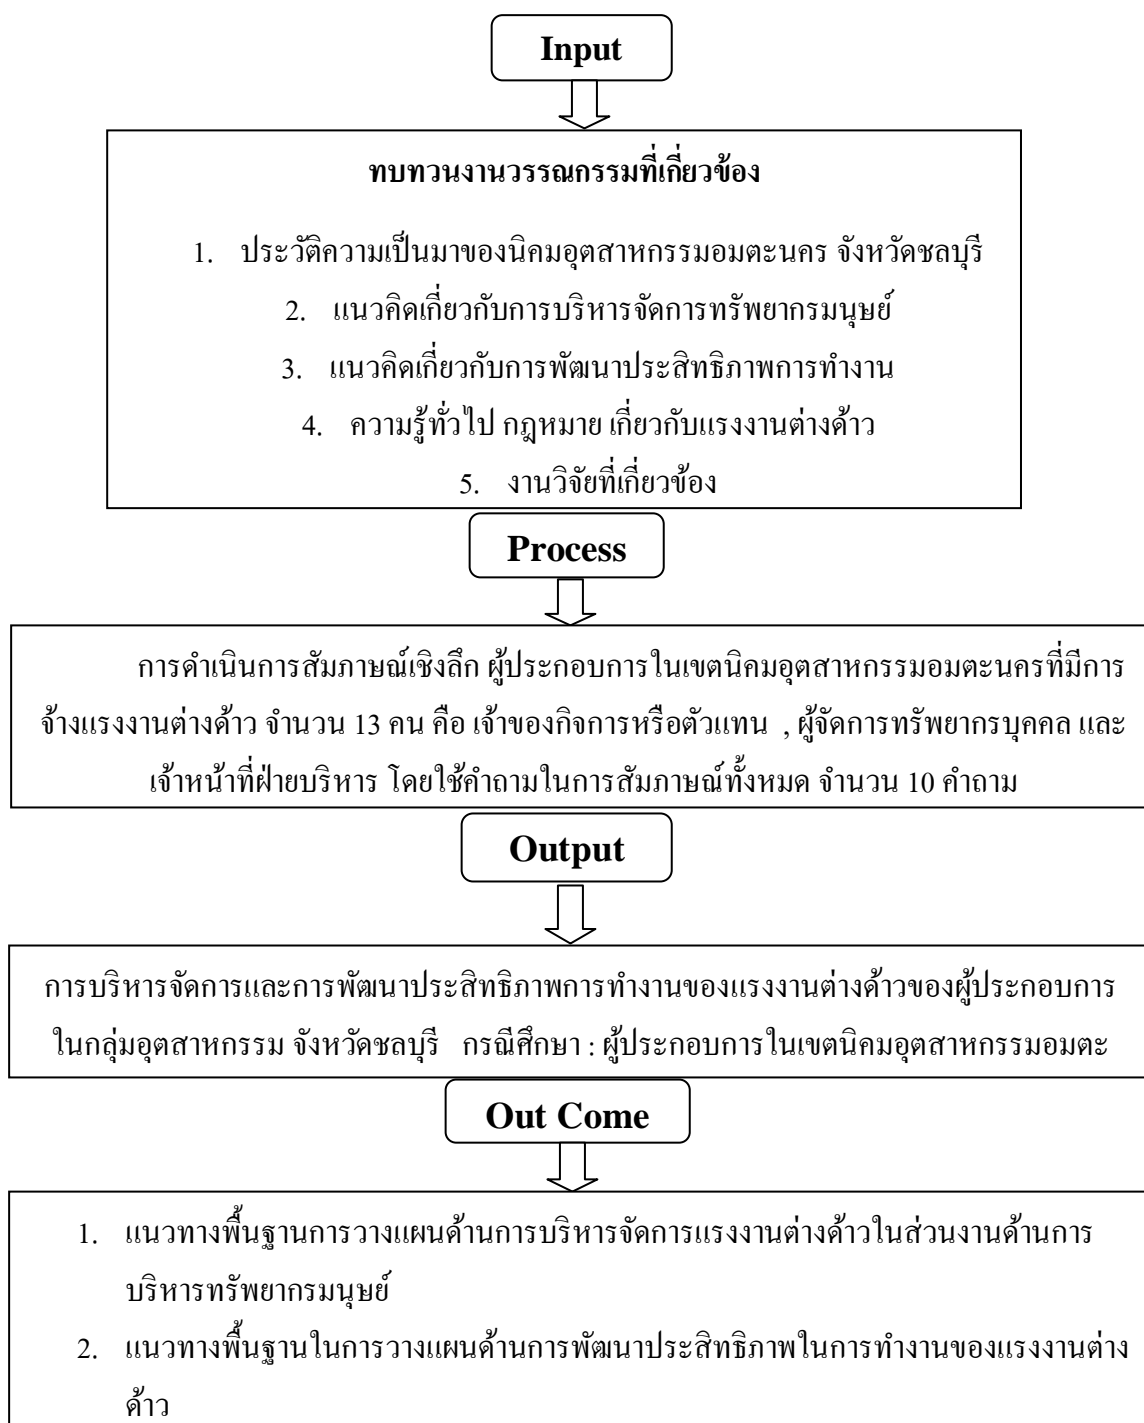 Input
ทบทวนงานวรรณกรรมที่เกี่ยวข้อง
1. ประวัติความเป็นมาของนิคมอุตสาหกรรมอมตะนคร จังหวัดชลบุรี
2. แนวคิดเกี่ยวกับการบริหารจัดการทรัพยากรมนุษย์
3. แนวคิดเกี่ยวกับการพัฒนาประสิทธิภาพการทำงาน
4. ความรู้ทั่วไป กฎหมาย เกี่ยวกับแรงงานต่างด้าว
5. งานวิจัยที่เกี่ยวข้อง
Process
การดำเนินการสัมภาษณ์เชิงลึก ผู้ประกอบการในเขตนิคมอุตสาหกรรมอมตะนครที่มีการ
จ้างแรงงานต่างด้าว จำนวน 13 คน คือ เจ้าของกิจการหรือตัวแทน , ผู้จัดการทรัพยากรบุคคล และ
เจ้าหน้าที่ฝ่ายบริหาร โดยใช้คำถามในการสัมภาษณ์ทั้งหมด จำนวน 10 คำถาม
Output
การบริหารจัดการและการพัฒนาประสิทธิภาพการทำงานของแรงงานต่างด้าวของผู้ประกอบการ
ในกลุ่มอุตสาหกรรม จังหวัดชลบุรี กรณีศึกษา : ผู้ประกอบการในเขตนิคมอุตสาหกรรมอมตะ
Out Come
1. แนวทางพื้นฐานการวางแผนด้านการบริหารจัดการแรงงานต่างด้าวในส่วนงานด้านการ
บริหารทรัพยากรมนุษย์
2. แนวทางพื้นฐานในการวางแผนด้านการพัฒนาประสิทธิภาพในการทำงานของแรงงานต่าง
ด้าว